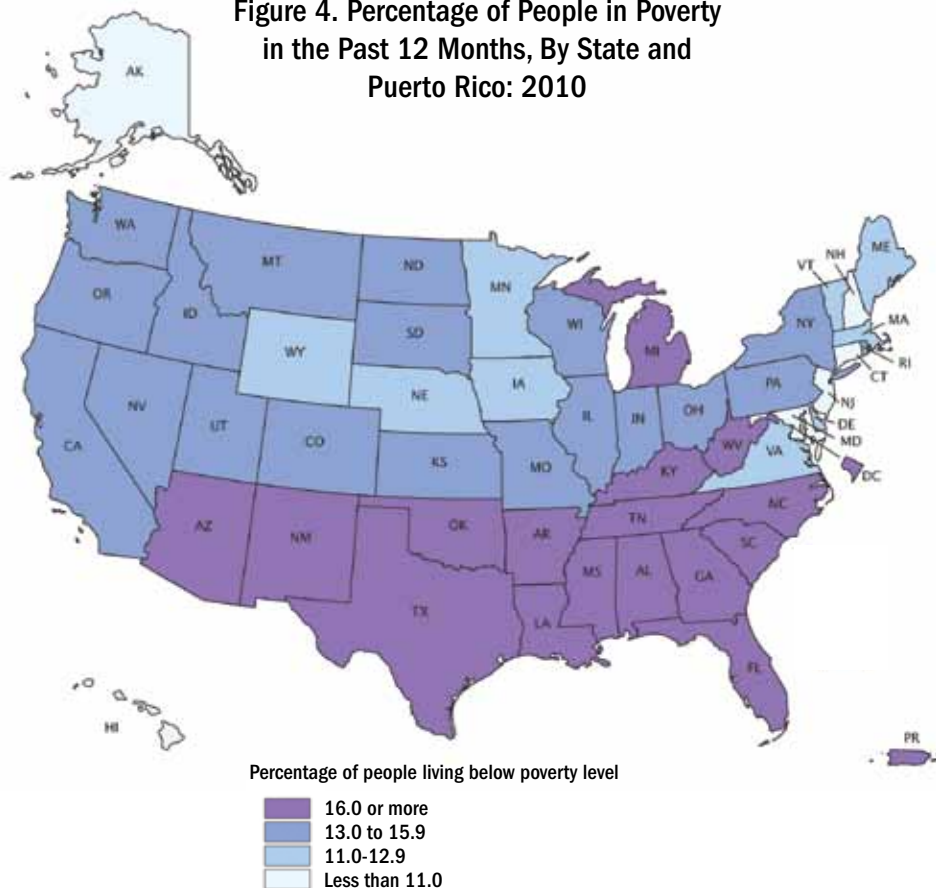 Figure 4. Percentage of People in Poverty
in the Past 12 Months, By State and
Puerto Rico: 2010
AK
WA
MT
ND
MN
VT
NH
ME
OR
ID
SD
WI
NY
MA
WY
MI
RI
CT
NE
IA
PA
NJ
NV
UT
CO
IL
IN
OH
DE
MD
CA
KS
MO
WV
VA
DC
KY
AZ
NM
OK
AR
TN
NC
SC
MS
AL
GA
TX
LA
FL
HI
PR
Percentage of people living below poverty level
16.0 or more
13.0 to 15.9
11.0-12.9
Less than 11.0